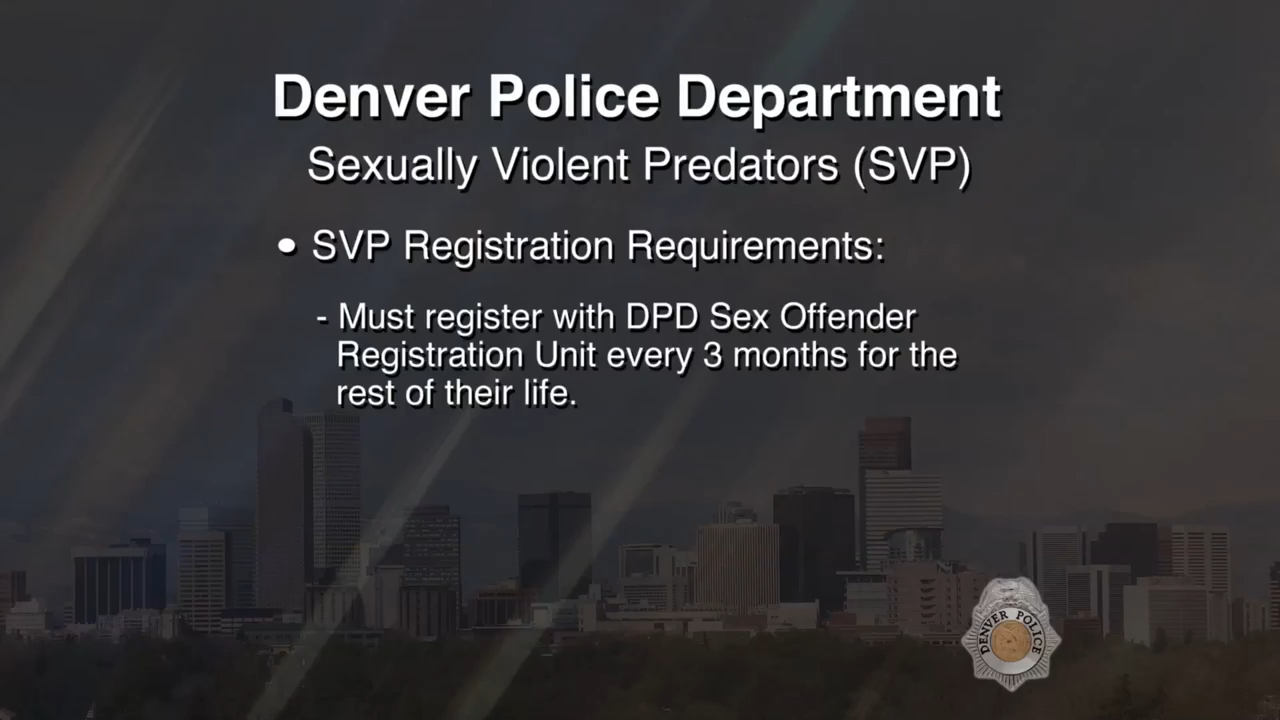 Denver Police Department
Sexually Violent Predators (SVP)
• SVP Registration Requirements:
- Must register with DPD Sex Offender
Registration Unit every 3 months for the
rest of their life.
DENVER POLICE